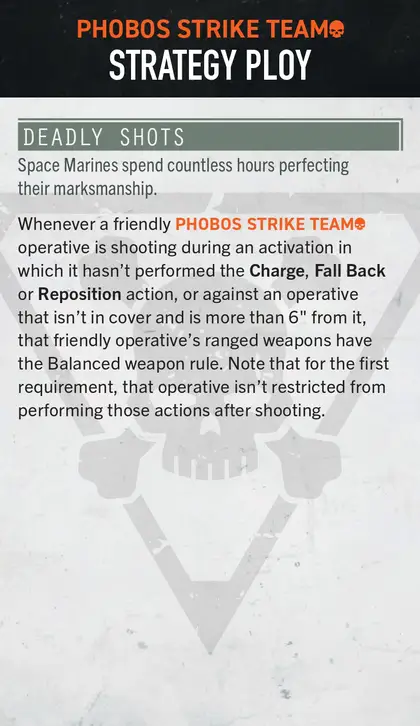 PHOBOS STRIKE TEAM
STRATEGY PLOY
DEADLY SHOTS
Space Marines spend countless hours perfecting
their marksmanship.
Whenever a friendly PHOBOS STRIKE TEAM
operative is shooting during an activation in
which it hasn’t performed the Charge, Fall Back
or Reposition action, or against an operative
that isn’t in cover and is more than 6" from it,
that friendly operative’s ranged weapons have
the Balanced weapon rule. Note that for the first
requirement, that operative isn’t restricted from
performing those actions after shooting.